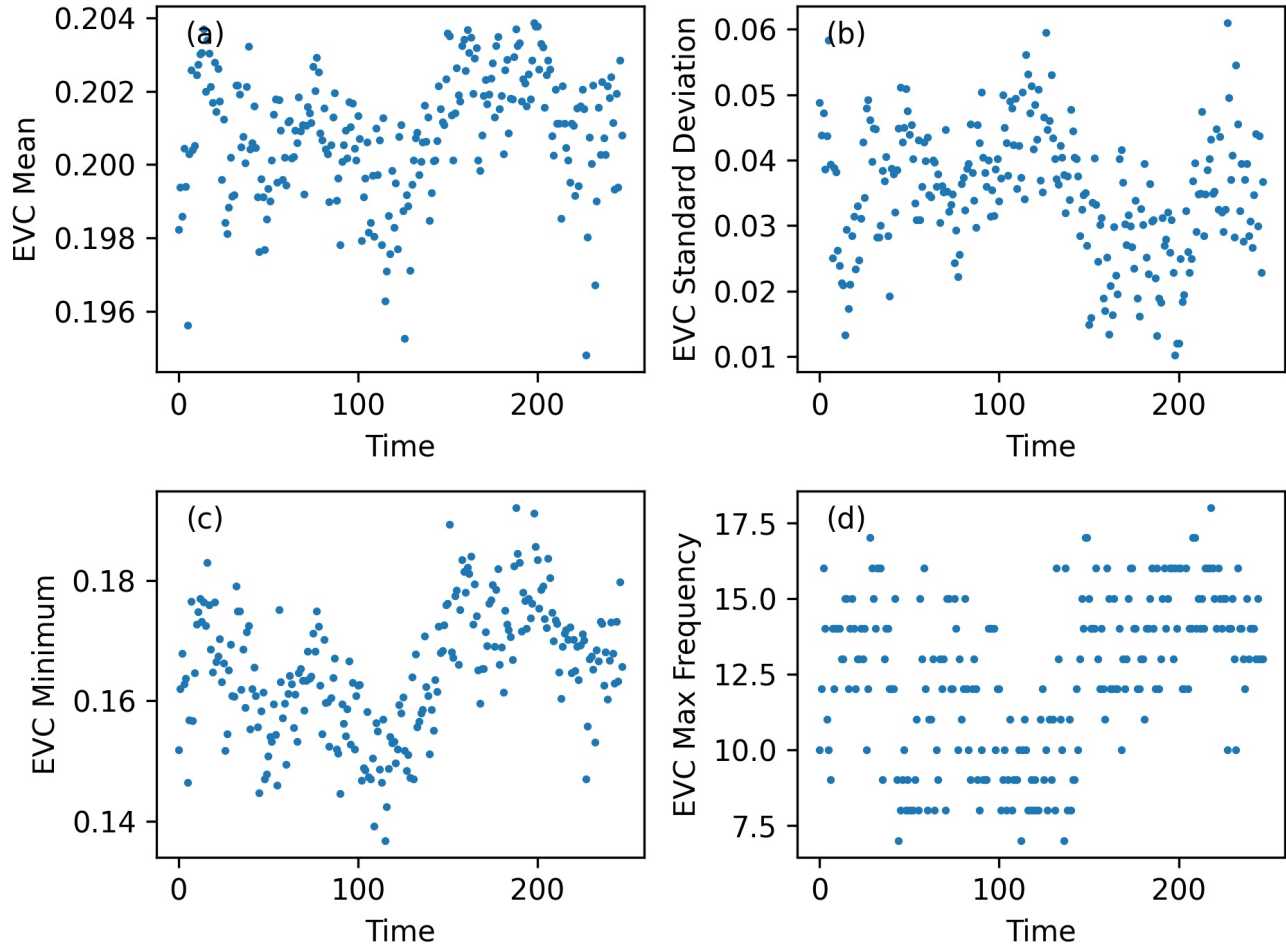 (a)
EVC Mean
0.204
0.202
0.200
0.198
0.196
0
100
200
Time
(b)
EVC Standard Deviation
0.06
0.05
0.04
0.03
0.02
0.01
0
100
200
Time
(c)
EVC Minimum
0.18
0.16
0.14
0
100
200
Time
(d)
EVC Max Frequency
17.5
15.0
12.5
10.0
7.5
0
100
200
Time